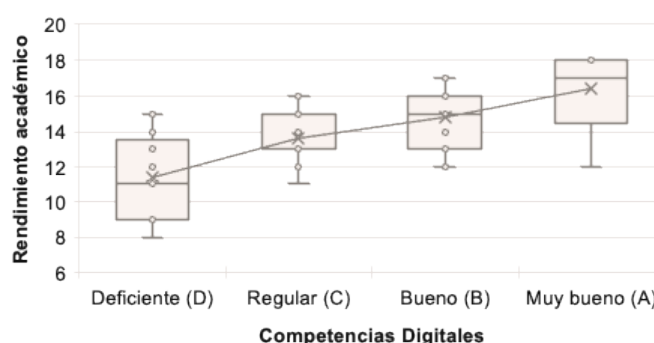 Rendimiento académico
20
18
16
14
12
10
8
6
Deficiente (D) Regular (C) Bueno (B) Muy bueno (A)
Competencias Digitales